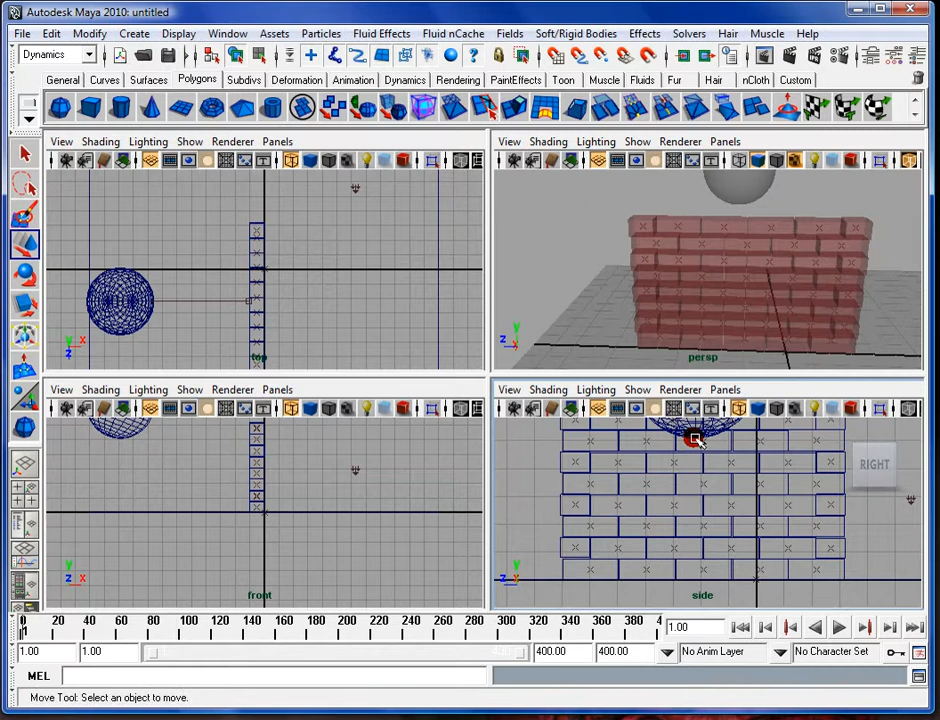 Autodesk Maya 2010: untitled
File Edit Modify Create Display Window Assets Particles Fluid Effects Fluid nCache Fields Soft/Rigid Bodies Effects Solvers Hair Muscle Help
Dynamics
General Curves Surfaces Polygons Subdivs Deformation Animation Dynamics Rendering PaintEffects Toon Muscle Fluids Fur Hair nCloth Custom
View Shading Lighting Show Renderer Panels
View Shading Lighting Show Renderer Panels
y x
z
top
y
z x
persp
View Shading Lighting Show Renderer Panels
View Shading Lighting Show Renderer Panels
RIGHT
y
z x
front
y
z x
side
1 20 40 60 80 100 120 140 160 180 200 220 240 260 280 300 320 340 360 380 4
1.00
1.00 1.00 400.00 400.00 No Anim Layer No Character Set
MEL
Move Tool: Select an object to move.